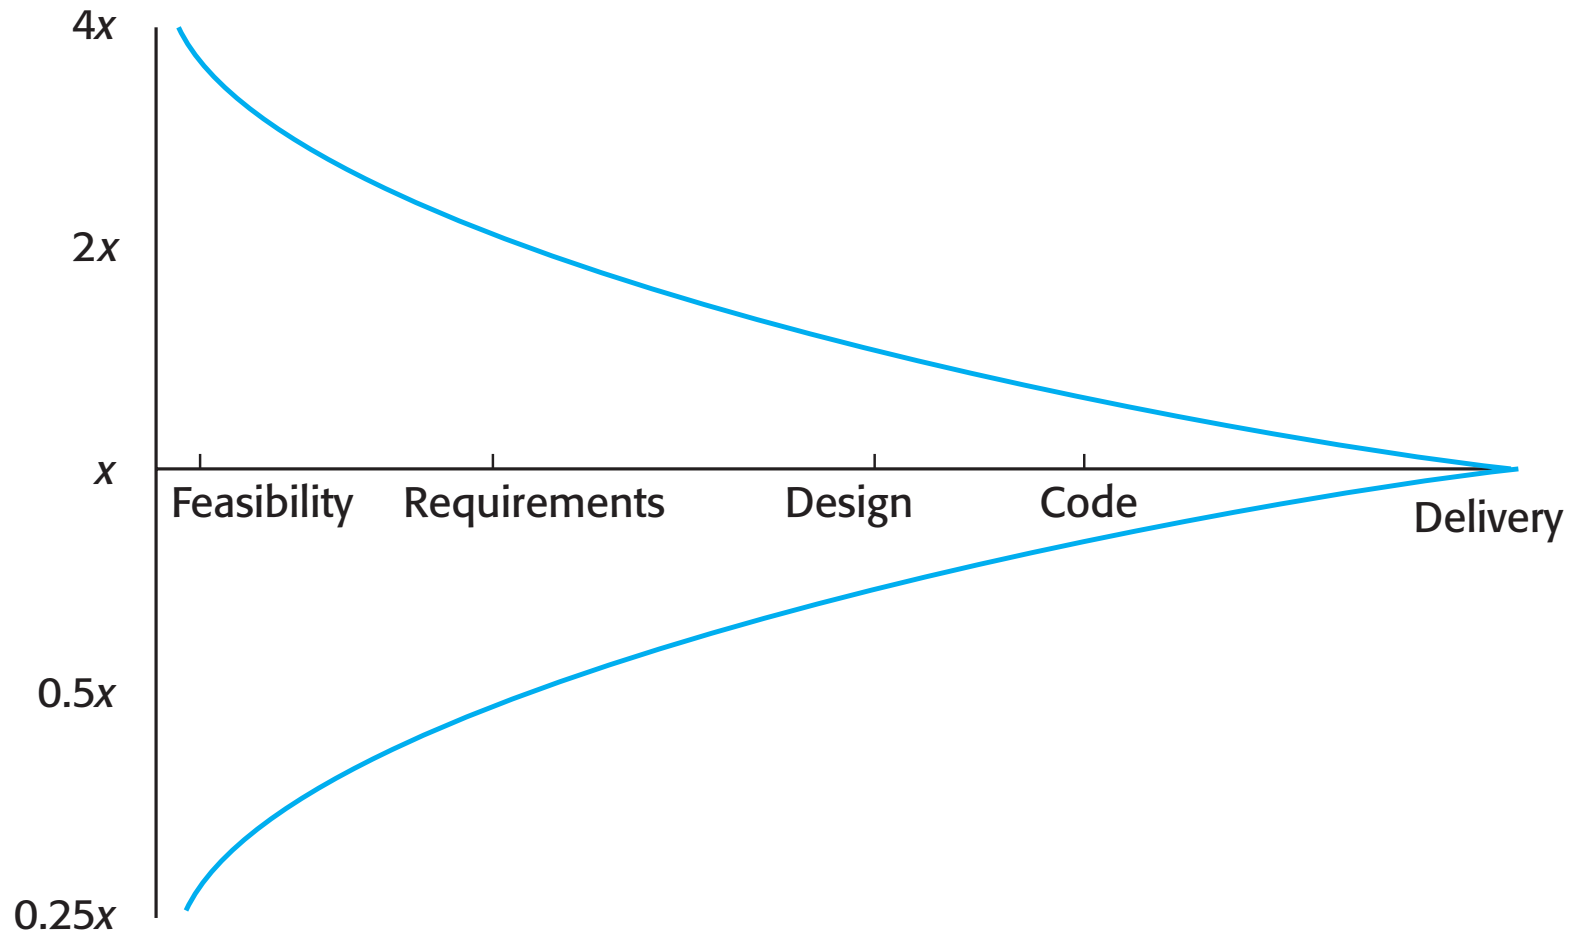 4x
2x
x
Feasibility Requirements Design Code Delivery
0.5x
0.25x